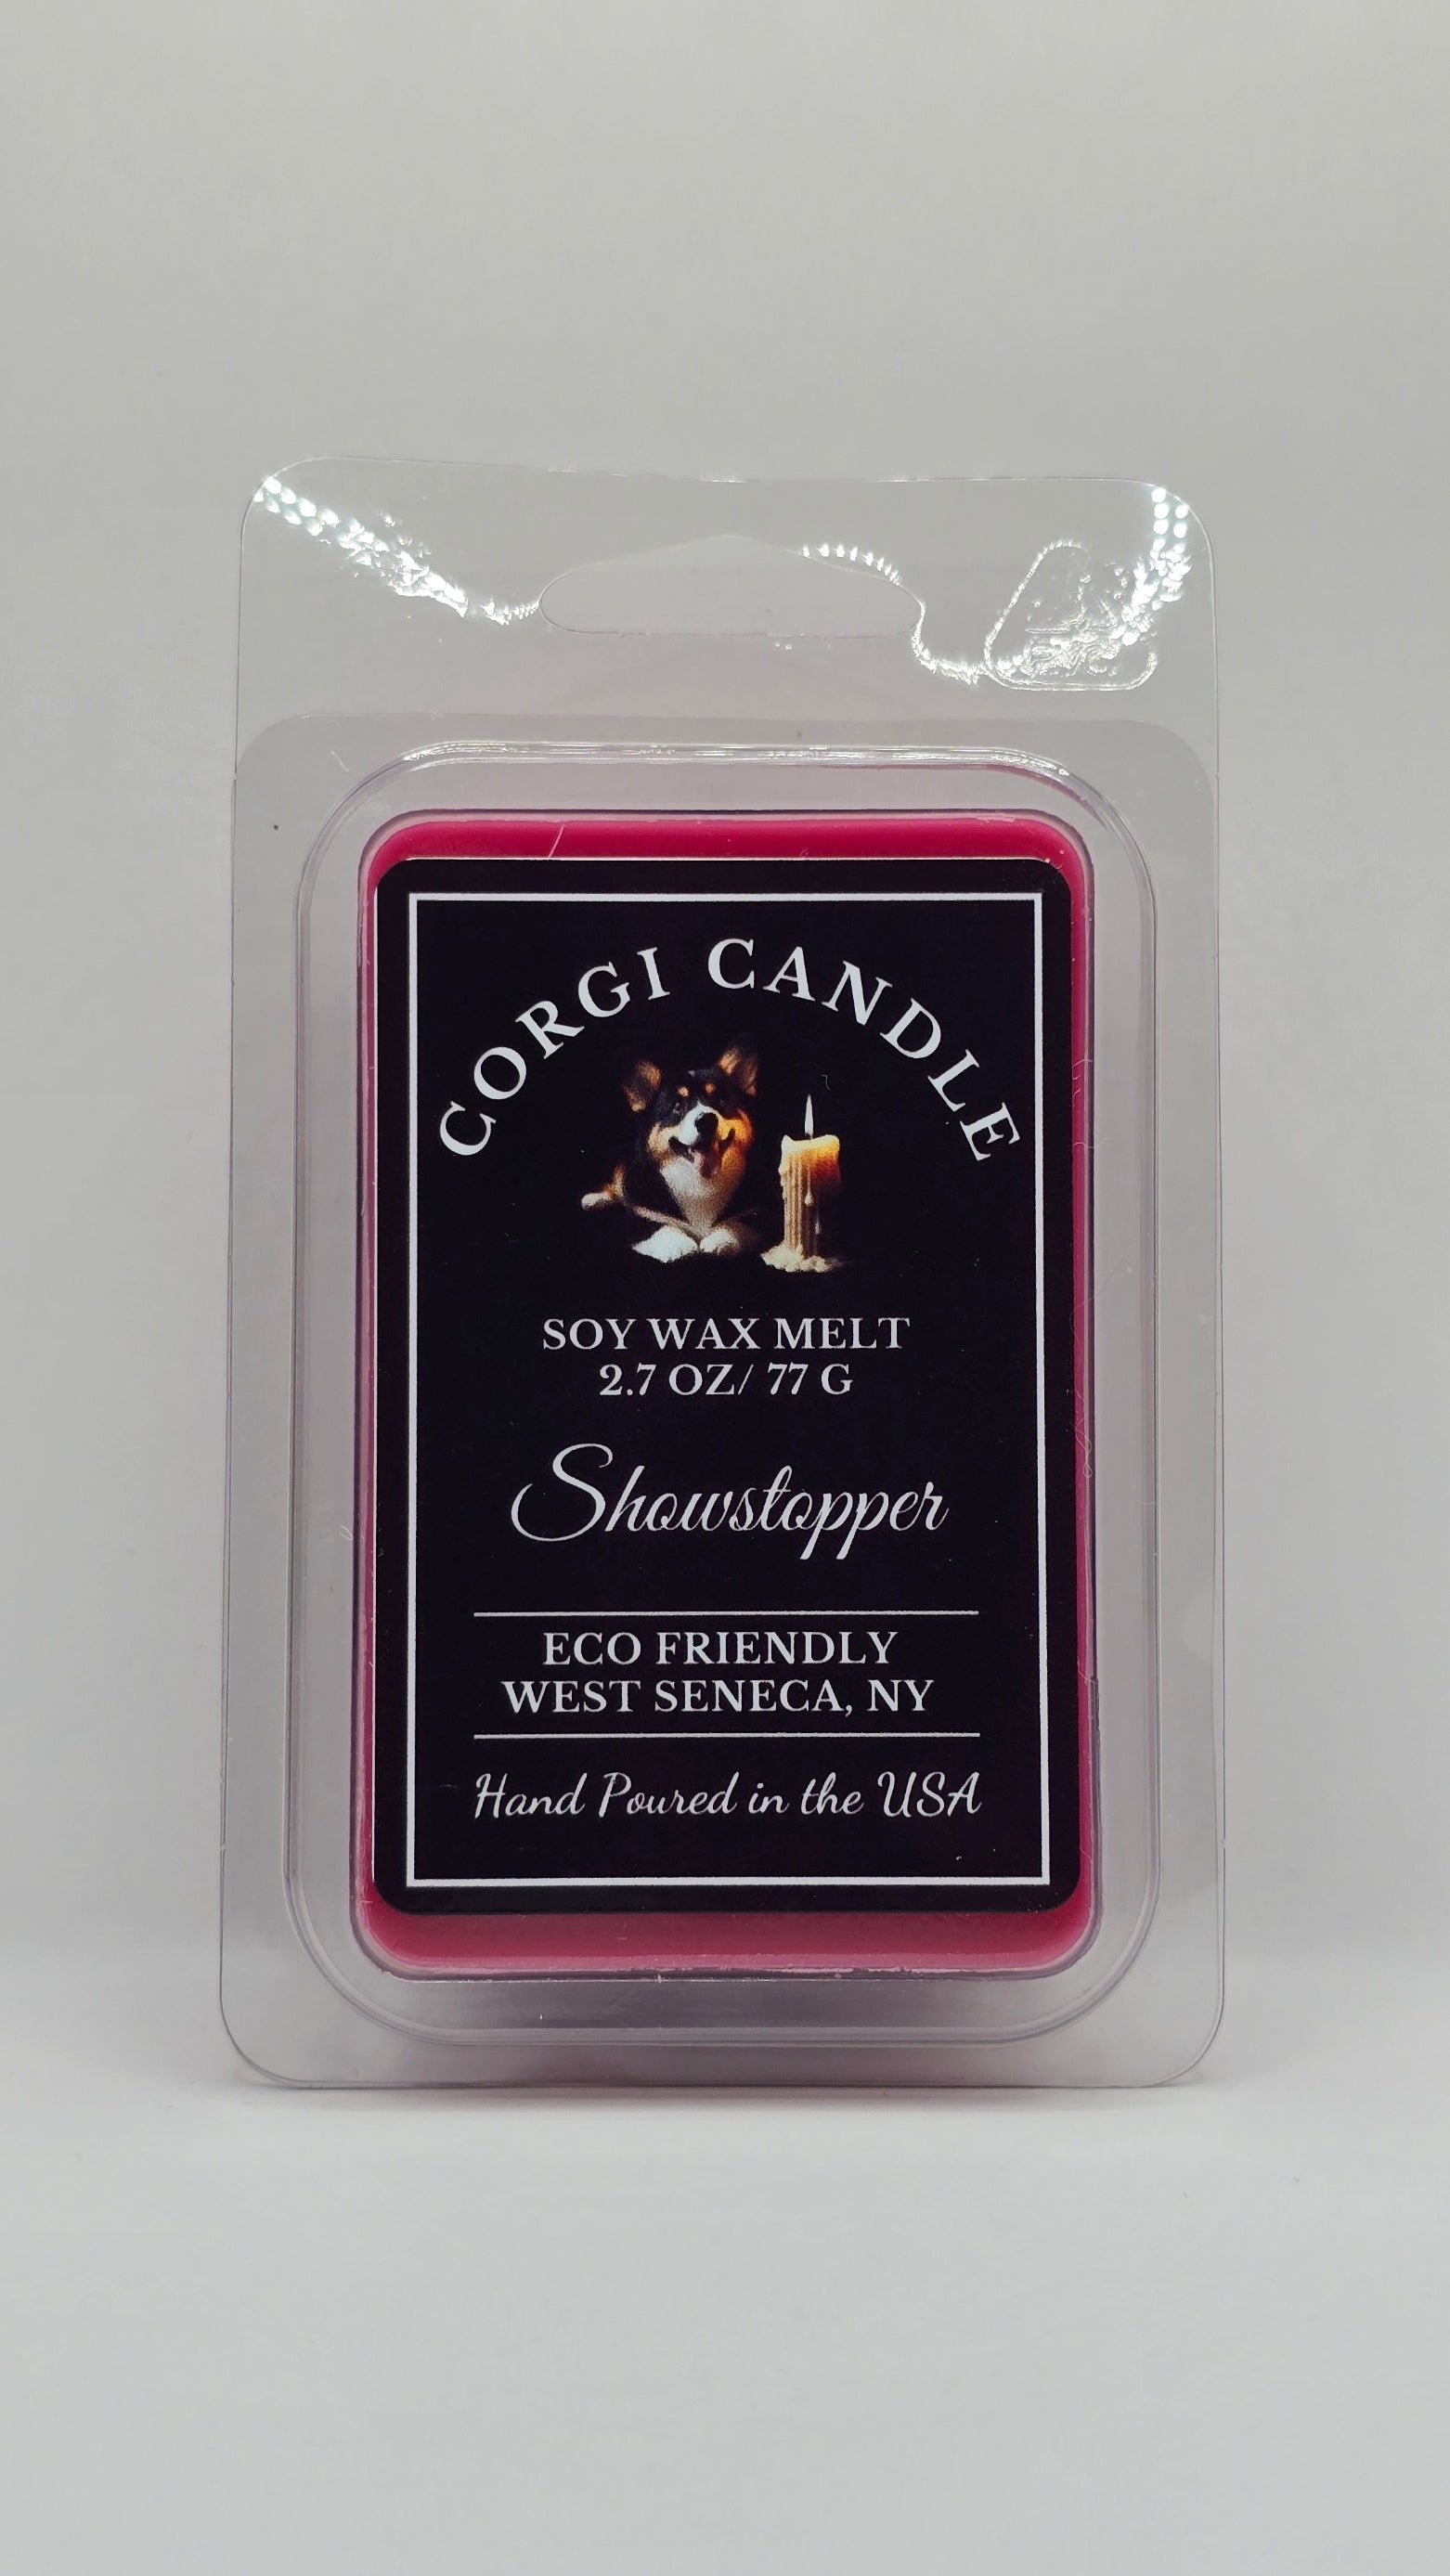 CORGI CANDLE
SOY WAX MELT
2.7 OZ/ 77 G
Showstopper
ECO FRIENDLY
WEST SENECA, NY
Hand Poured in the USA